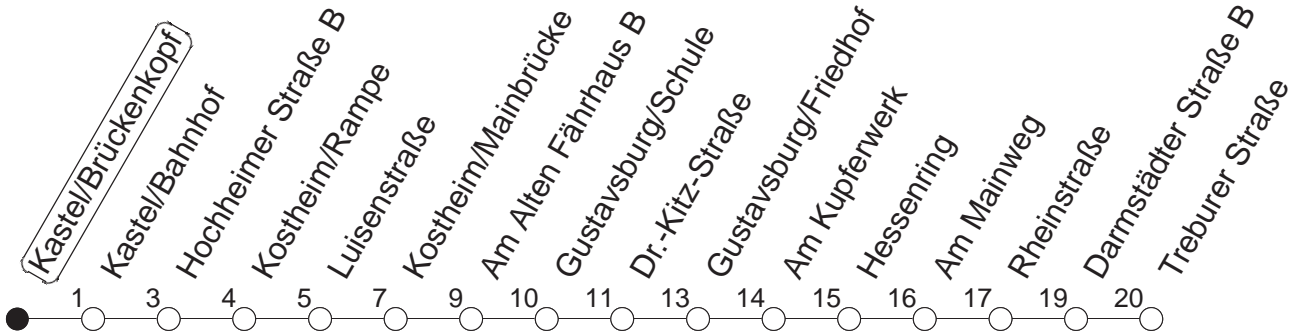 Kastel/Brückenkopf
Kastel/Bahnhof
Hochheimer Straße B
Kostheim/Rampe
Luisenstraße
Kostheim/Mainbrücke
Am Alten Fährhaus B
Gustavsburg/Schule
Dr.-Kitz-Straße
Gustavsburg/Friedhof
Am Kupferwerk
Hessenring
Am Mainweg
Rheinstraße
Darmstädter Straße B
Treburer Straße
1 3 4 5 7 9 10 11 13 14 15 16 17 19 20